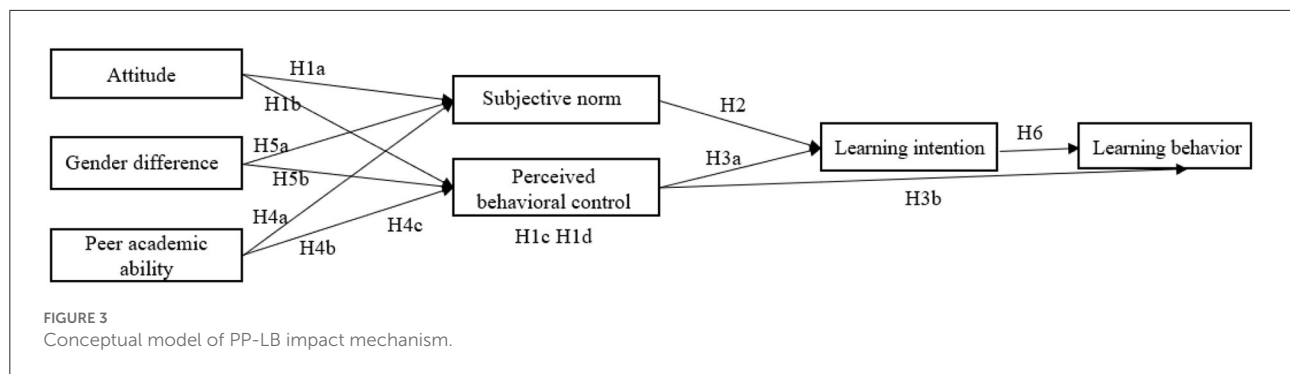 Attitude
H1a
H1b
Subjective norm
H2
Gender difference
H5a
H5b
H3a
Learning intention
H6
Learning behavior
Perceived
behavioral control
H3b
H4a
H4b
H4c
H1c H1d
Peer academic
ability
FIGURE 3
Conceptual model of PP-LB impact mechanism.